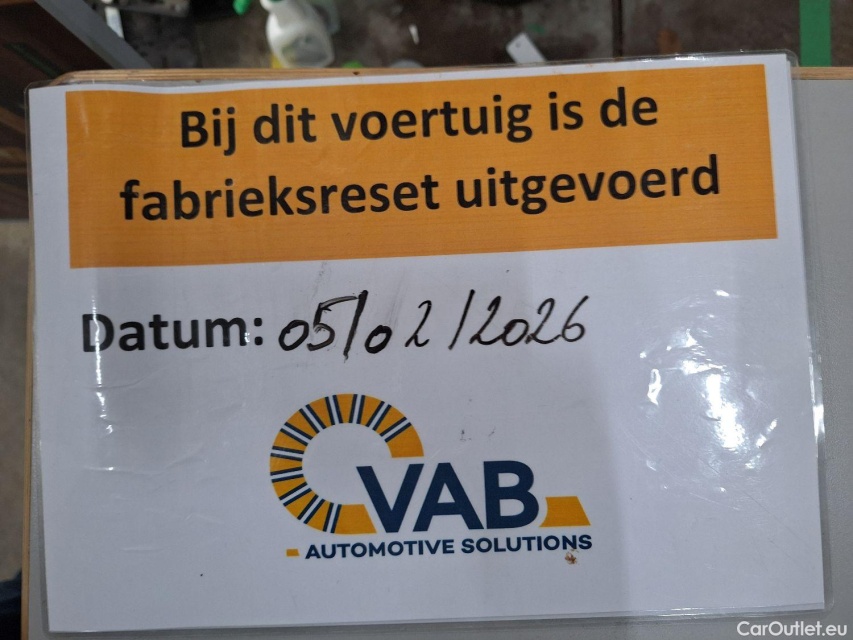 Bij dit voertuig is de
fabrieksreset uitgevoerd
Datum: 05/02/2026
VAB
AUTOMOTIVE SOLUTIONS
CarOutlet.eu